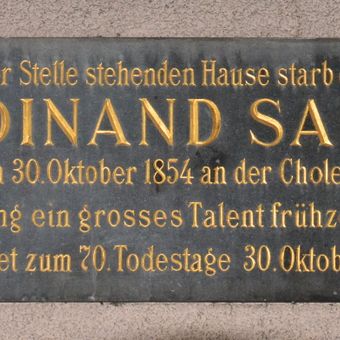 r Stelle stehenden Hause starb
DINAND SA
30. Oktober 1854 an der Chole
ng ein grosses Talent frühz
et zum 70. Todestage 30. Oktob